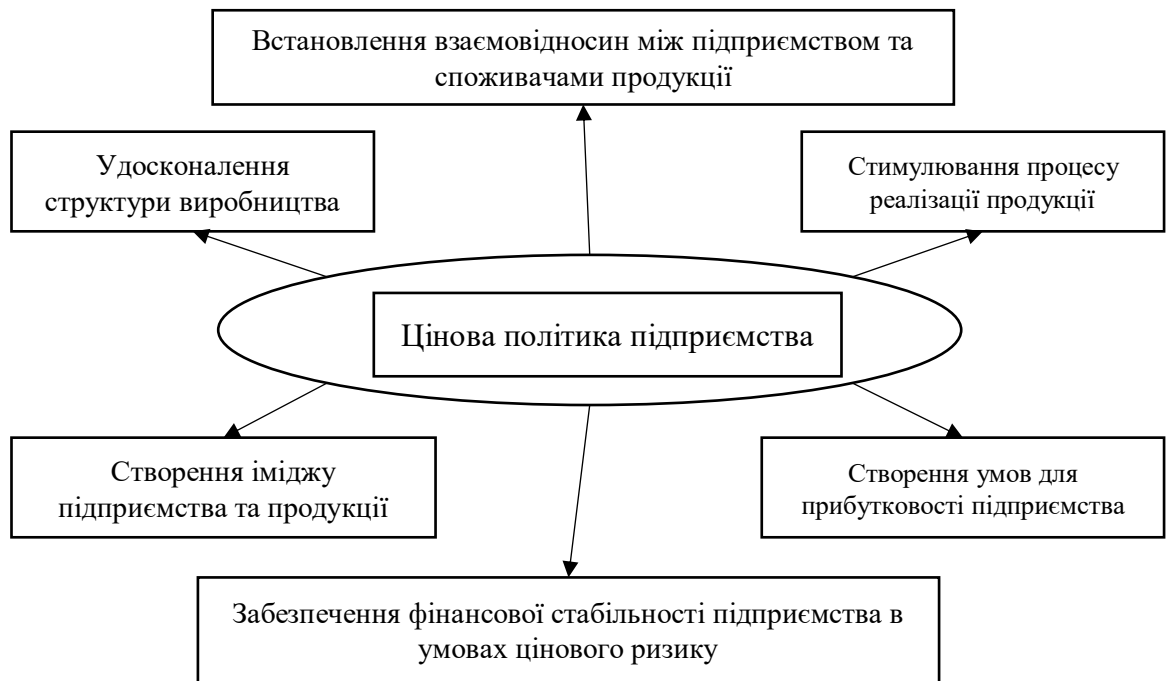 Встановлення взаємовідносин між підприємством та
споживачами продукції
Удосконалення
структури виробництва
Стимулювання процесу
реалізації продукції
Цінова політика підприємства
Створення іміджу
підприємства та продукції
Створення умов для
прибутковості підприємства
Забезпечення фінансової стабільності підприємства в
умовах цінового ризику